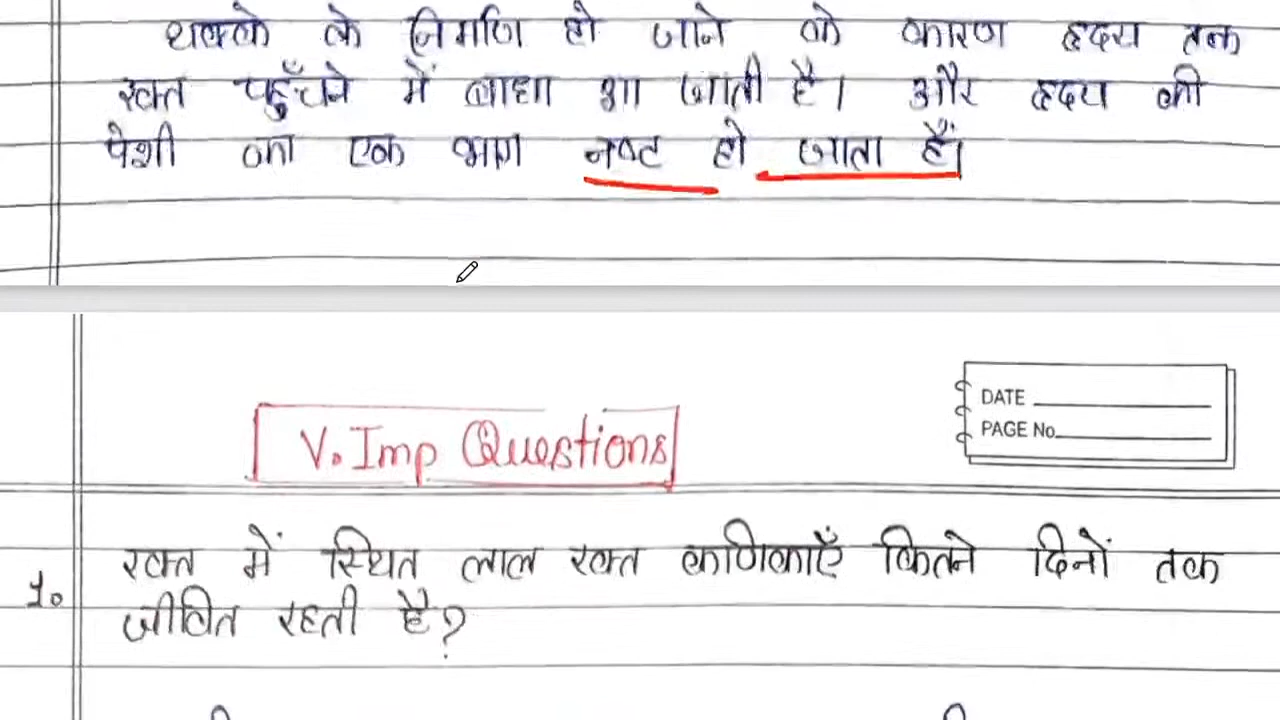 थक्को के निर्माण हो जाने के कारण हृदय तक
रक्त पहुँचने में बाधा आ जाती है। और हृदय की
पेशी का एक भाग नष्ट हो जाता हैं।
DATE
PAGE No.
V. Imp Questions
1. रक्त में स्थित लाल रक्त कणिकाएँ कितने दिनों तक
जीवित रहती है?